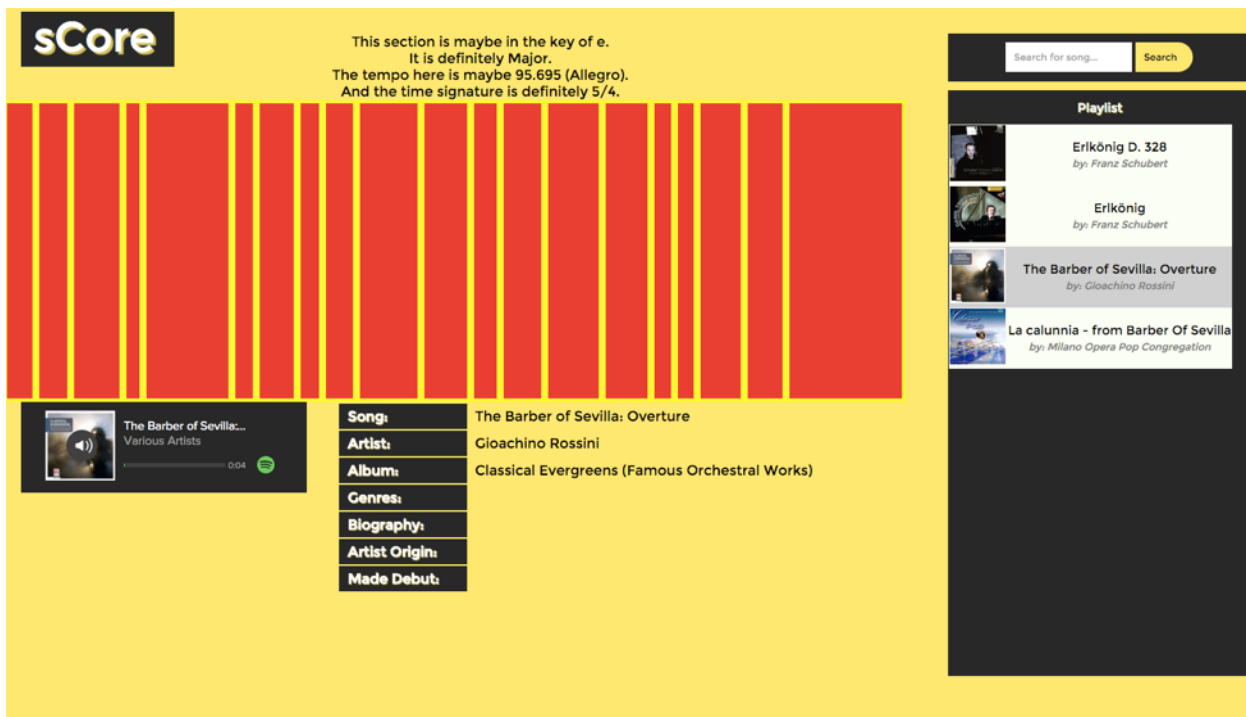 sCore
This section is maybe in the key of e.
It is definitely Major.
The tempo here is maybe 95.695 (Allegro).
And the time signature is definitely 5/4.
Search for song...
Search
Playlist
Erlkönig D. 328
by: Franz Schubert
Erlkönig
by: Franz Schubert
The Barber of Sevilla: Overture
by: Gioachino Rossini
La calunnia - from Barber Of Sevilla
by: Milano Opera Pop Congregation
The Barber of Sevilla:...
Various Artists
0:04
Song: The Barber of Sevilla: Overture
Artist: Gioachino Rossini
Album: Classical Evergreens (Famous Orchestral Works)
Genres:
Biography:
Artist Origin:
Made Debut: